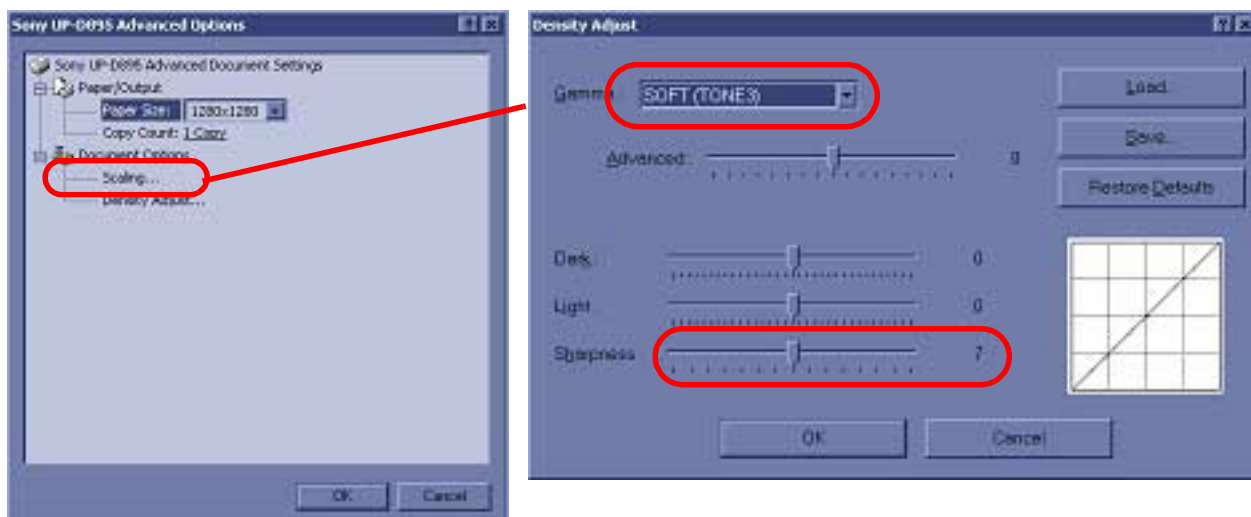 Sony UP-D895 Advanced Options
Sony UP-D895 Advanced Document Settings
Paper/Output
Paper Size: 1280x1280
Copy Count: 1 Copy
Document Options
Scaling...
Density Adjust...
OK Cancel
Density Adjust
Gamma SOFT (TONE3)
Load...
Advanced: 0
Save...
Restore Defaults
Dark 0
Light 0
Sharpness 7
OK Cancel